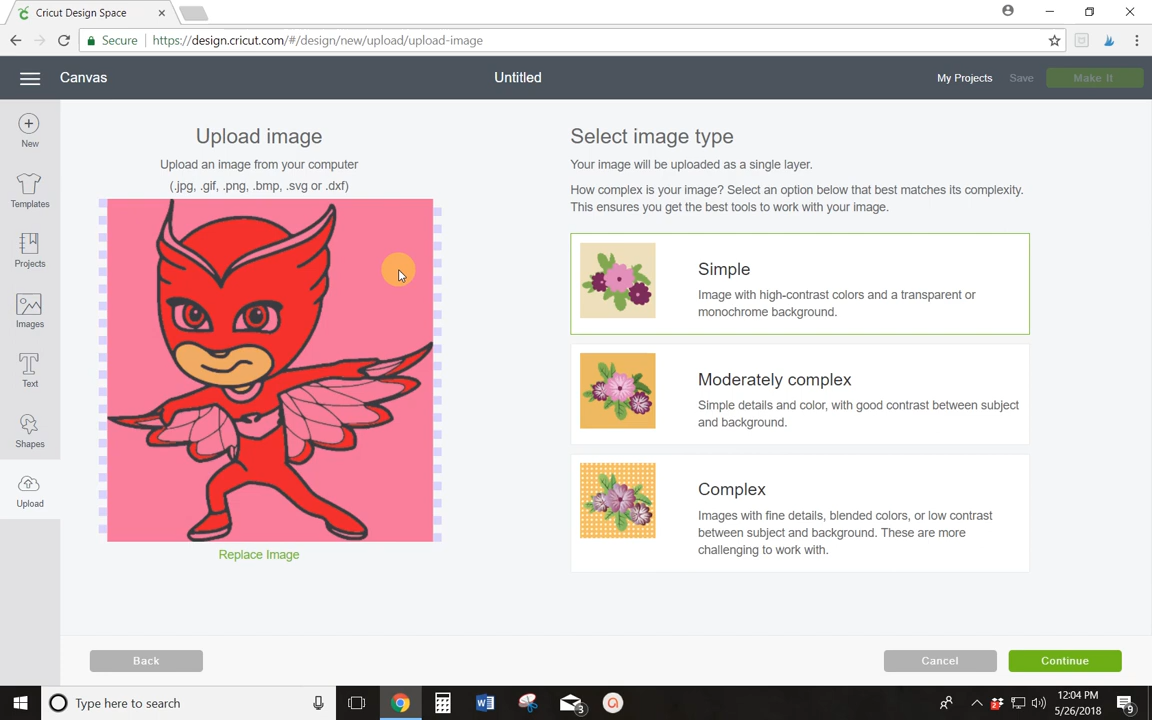 Cricut Design Space
Secure https://design.cricut.com/#/design/new/upload/upload-image
Canvas
Untitled
My Projects
Save
Make It
New
Templates
Projects
Images
Text
Shapes
Upload
Upload image
Upload an image from your computer
(.jpg, .gif, .png, .bmp, .svg or .dxf)
Replace Image
Select image type
Your image will be uploaded as a single layer.
How complex is your image? Select an option below that best matches its complexity.
This ensures you get the best tools to work with your image.
Simple
Image with high-contrast colors and a transparent or
monochrome background.
Moderately complex
Simple details and color, with good contrast between subject
and background.
Complex
Images with fine details, blended colors, or low contrast
between subject and background. These are more
challenging to work with.
Back
Cancel
Continue
Type here to search
3
12:04 PM
5/26/2018
9